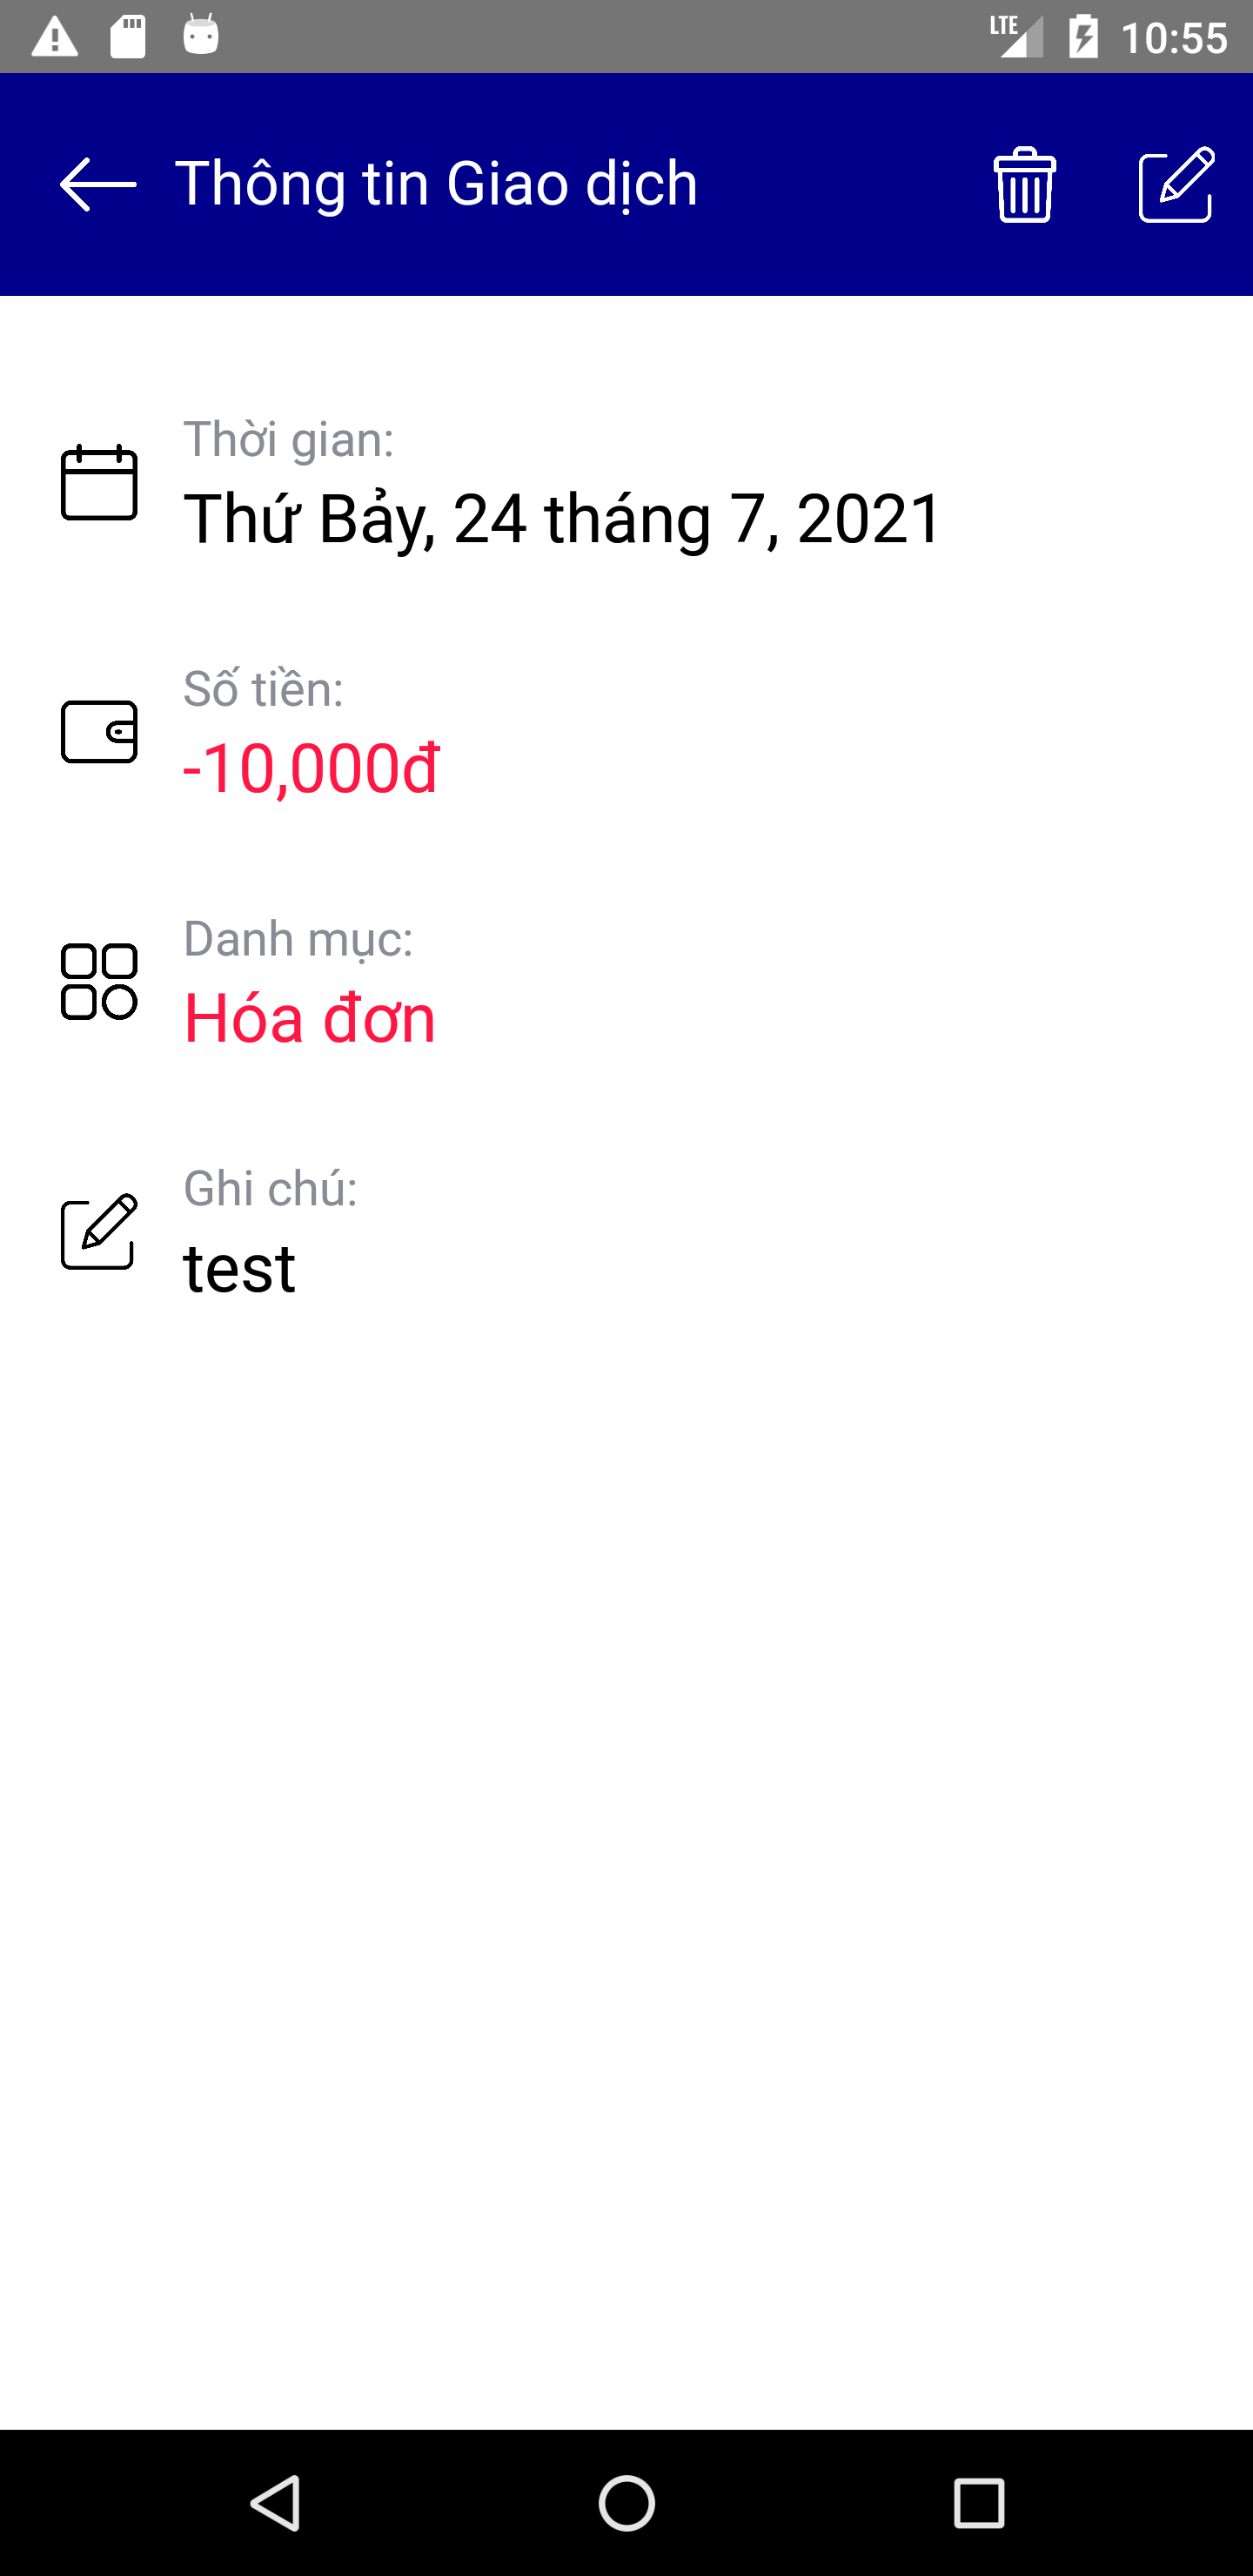 LTE 10:55
Thông tin Giao dịch
Thời gian:
Thứ Bảy, 24 tháng 7, 2021
Số tiền:
-10,000đ
Danh mục:
Hóa đơn
Ghi chú:
test